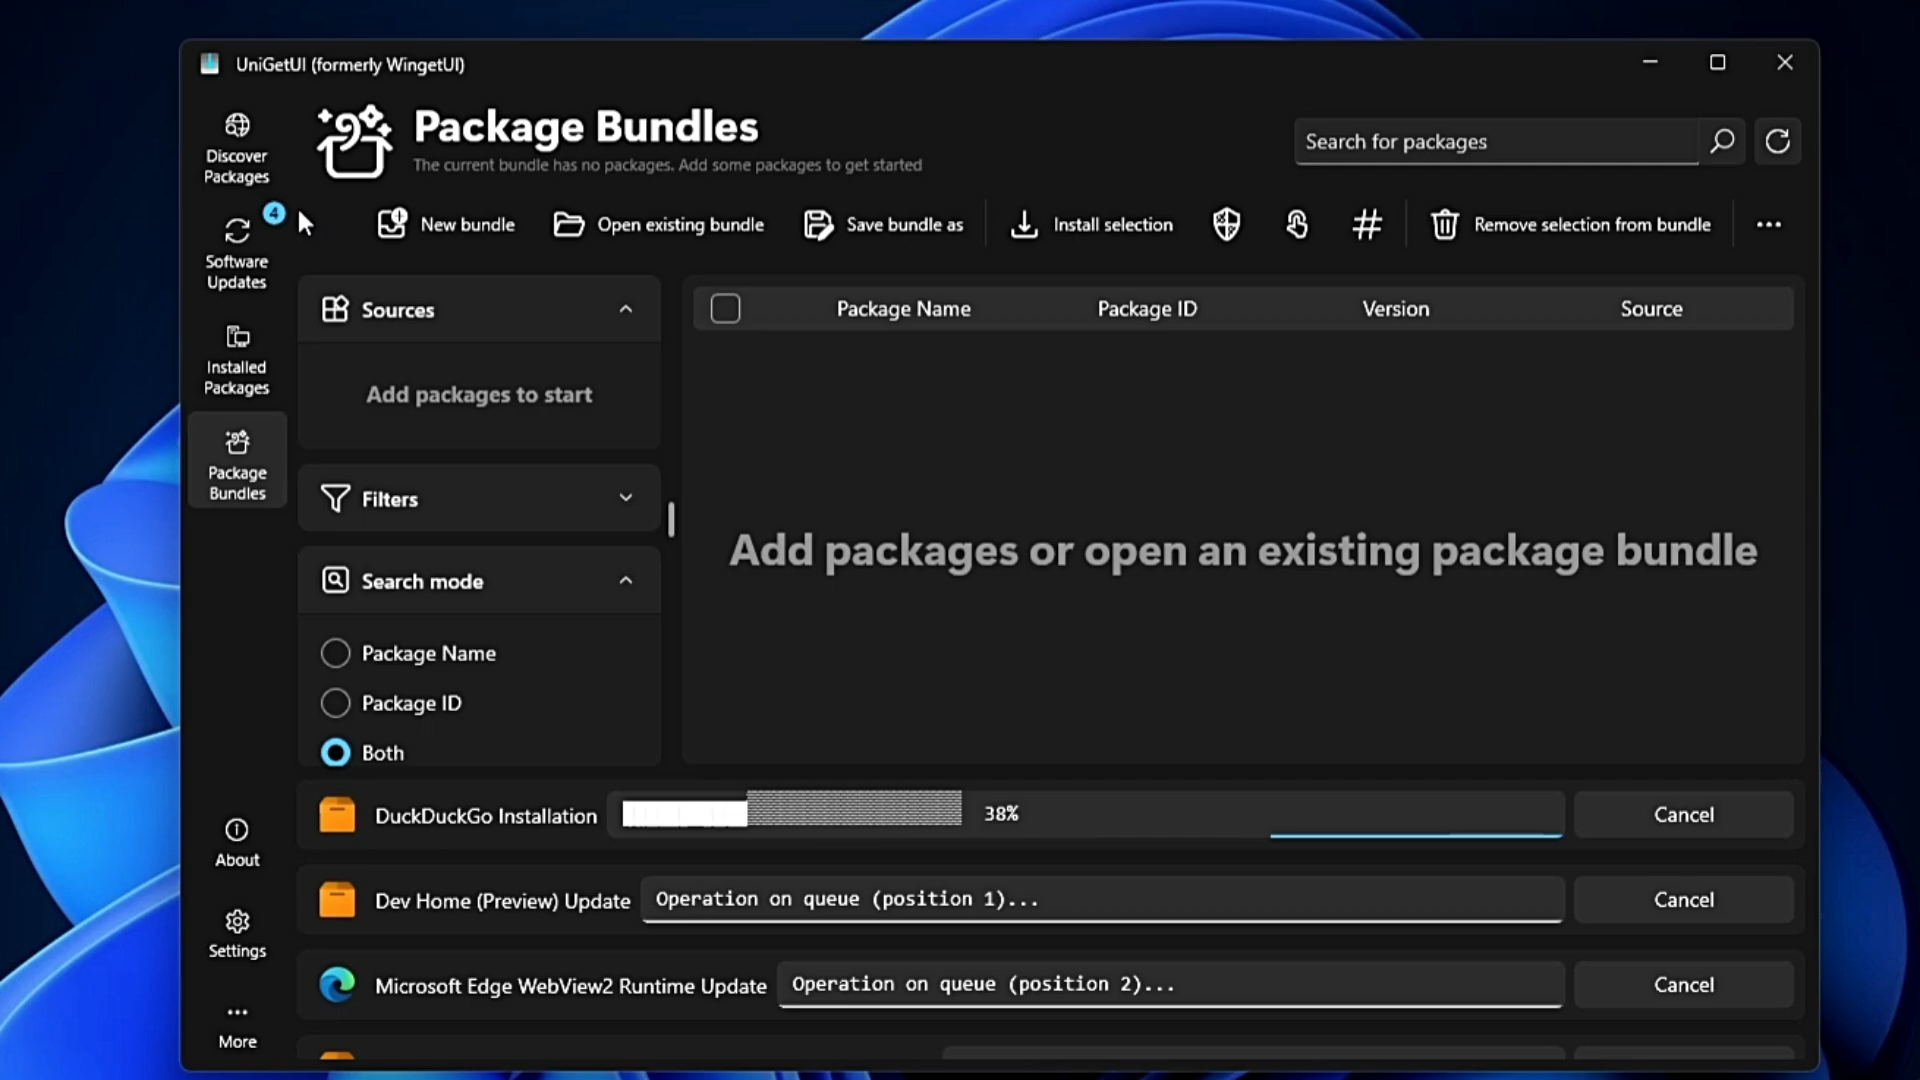 UniGetUI (formerly WingetUI)
Discover
Packages
4
Software
Updates
Installed
Packages
Package
Bundles
About
Settings
More
Package Bundles
The current bundle has no packages. Add some packages to get started
Search for packages
New bundle
Open existing bundle
Save bundle as
Install selection
Remove selection from bundle
Sources
Add packages to start
Filters
Search mode
Package Name
Package ID
Both
Package Name
Package ID
Version
Source
Add packages or open an existing package bundle
DuckDuckGo Installation
38%
Cancel
Dev Home (Preview) Update
Operation on queue (position 1)...
Cancel
Microsoft Edge WebView2 Runtime Update
Operation on queue (position 2)...
Cancel